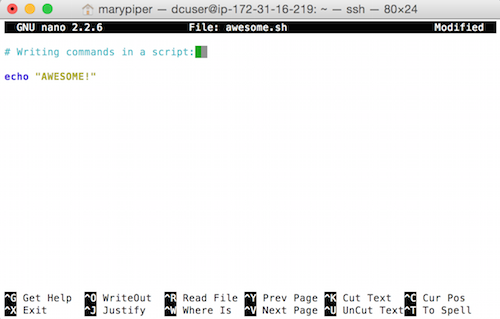 marypiper — dcuser@ip-172-31-16-219: ~ — ssh — 80×24
GNU nano 2.2.6 File: awesome.sh Modified
# Writing commands in a script:
echo "AWESOME!"
^G Get Help ^O WriteOut ^R Read File ^Y Prev Page ^K Cut Text ^C Cur Pos
^X Exit ^J Justify ^W Where Is ^V Next Page ^U UnCut Text ^T To Spell